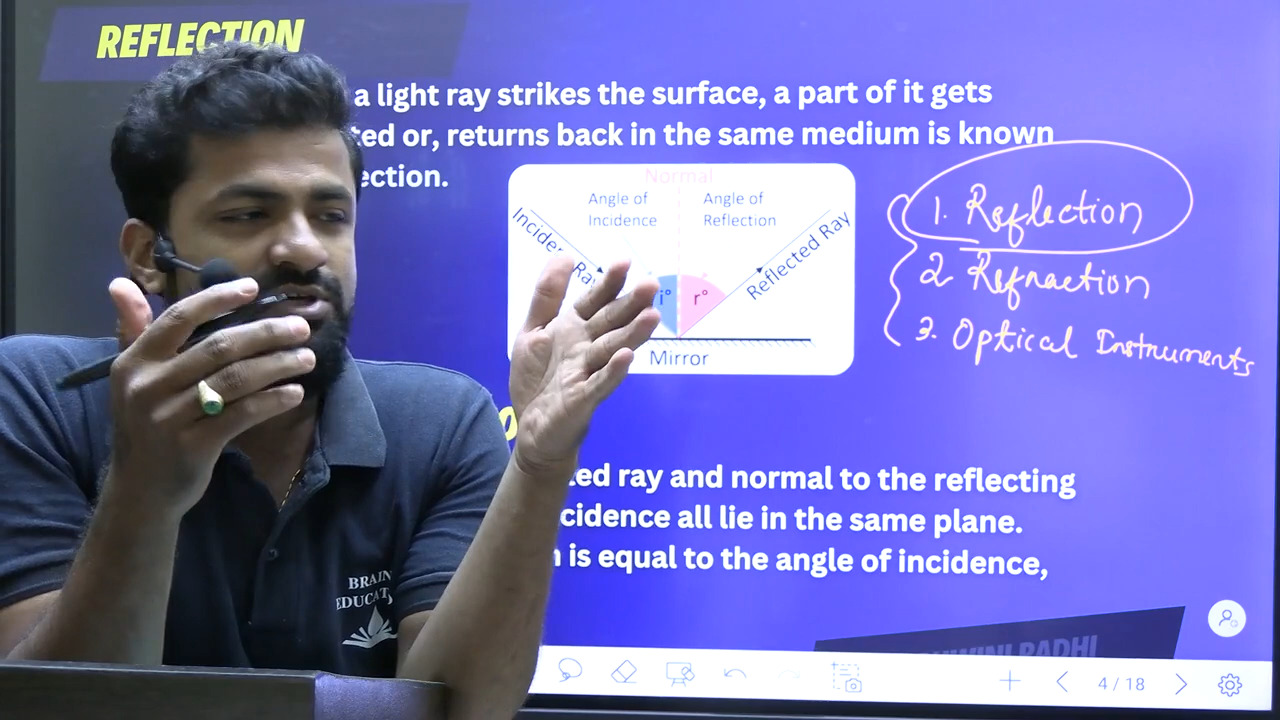 REFLECTION
a light ray strikes the surface, a part of it gets
ted or, returns back in the same medium is known
ection.
Normal
Angle of
Incidence
Angle of
Reflection
Reflected Ray
i°
r°
Mirror
1. Reflection
2 Refraction
3. Optical Instruments
ted ray and normal to the reflecting
cidence all lie in the same plane.
is equal to the angle of incidence,
BRAIN
EDUCAT
RADHI
4 / 18